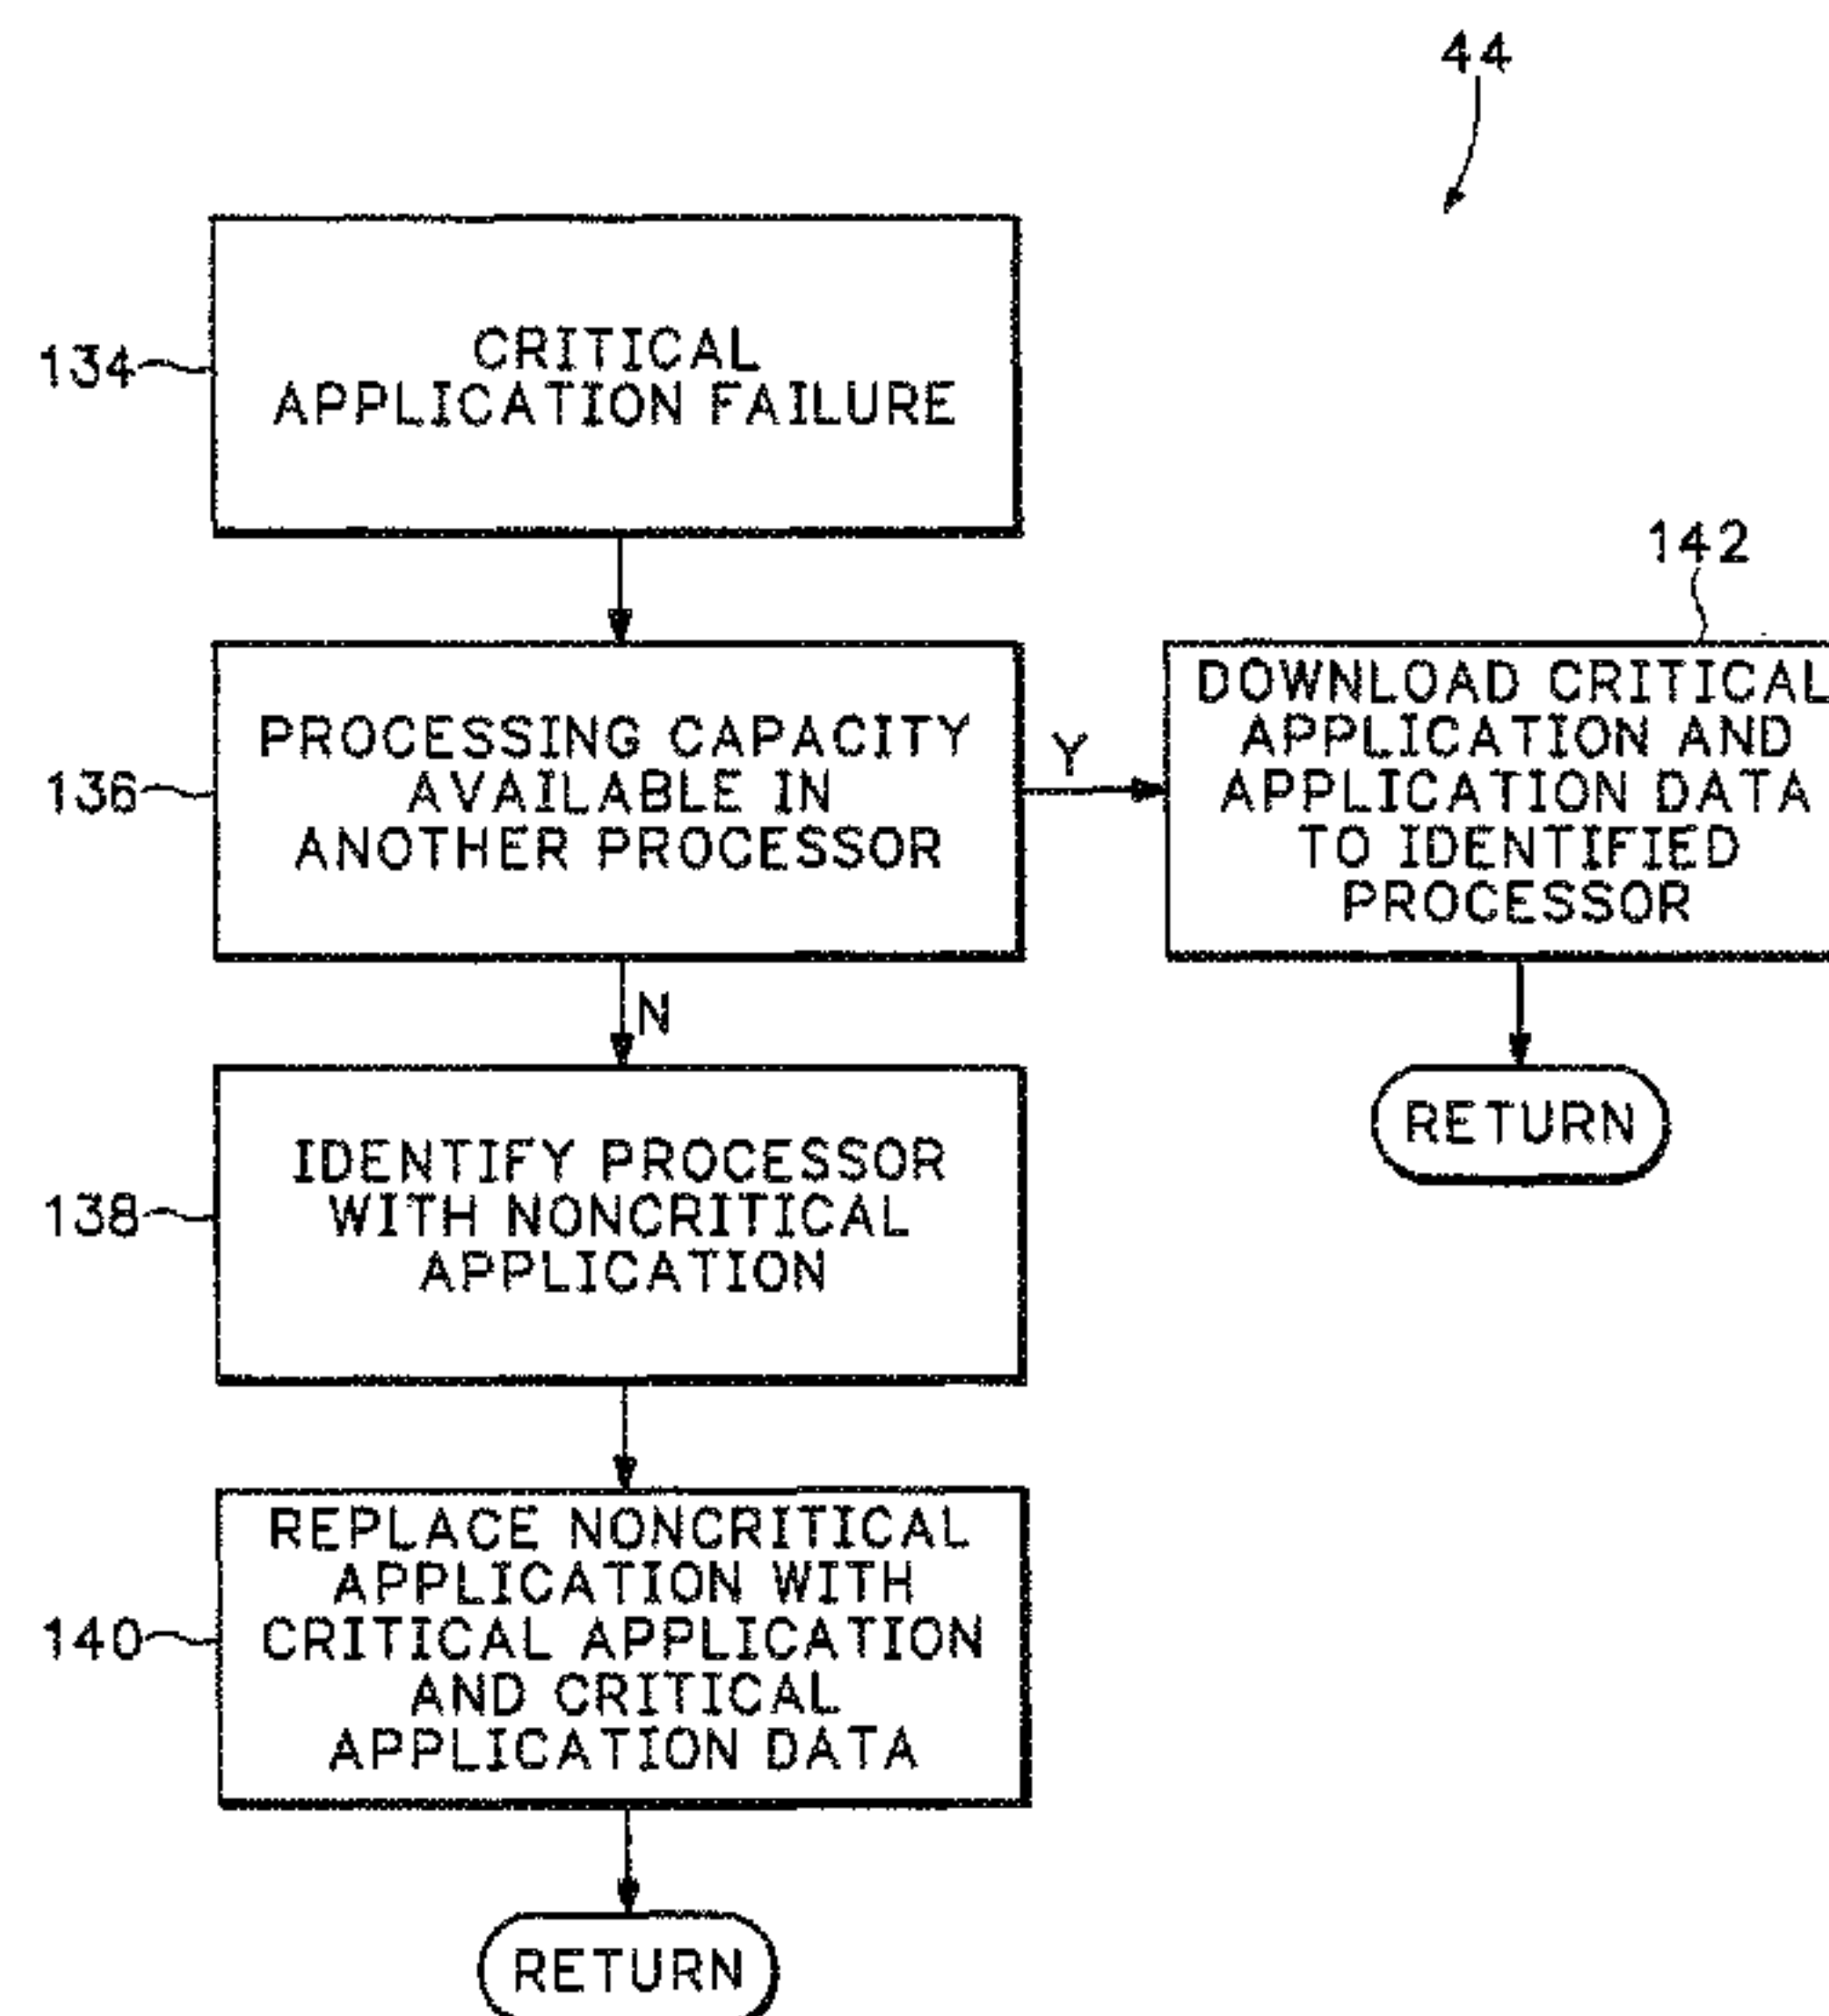 44
134
CRITICAL
APPLICATION FAILURE
136
PROCESSING CAPACITY
AVAILABLE IN
ANOTHER PROCESSOR
Y
142
DOWNLOAD CRITICAL
APPLICATION AND
APPLICATION DATA
TO IDENTIFIED
PROCESSOR
RETURN
N
138
IDENTIFY PROCESSOR
WITH NONCRITICAL
APPLICATION
140
REPLACE NONCRITICAL
APPLICATION WITH
CRITICAL APPLICATION
AND CRITICAL
APPLICATION DATA
RETURN